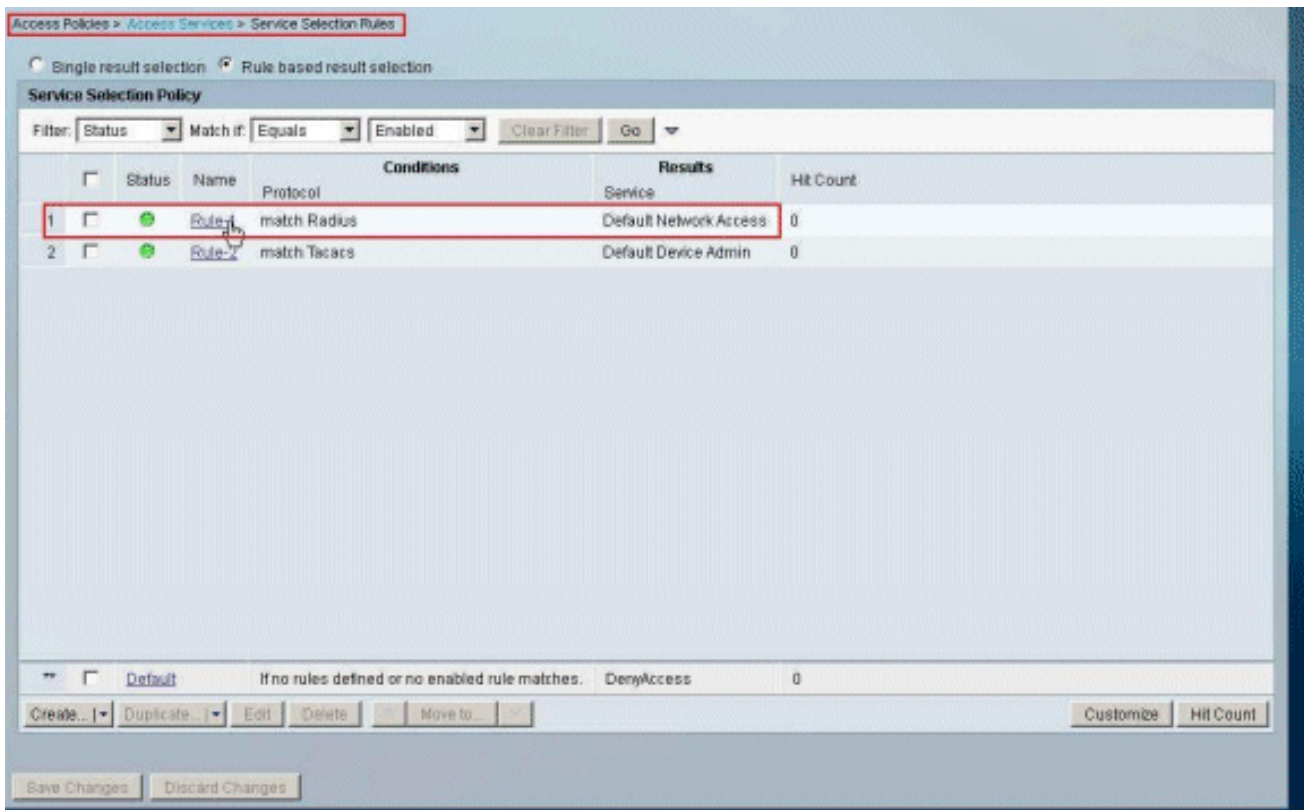 Access Policies > Access Services > Service Selection Rules
Single result selection Rule based result selection
Service Selection Policy
Filter: Status Match if: Equals Enabled Clear Filter Go
Conditions Results
Status Name Protocol Service Hit Count
1 Rule-1 match Radius Default Network Access 0
2 Rule-2 match Tacacs Default Device Admin 0
** Default If no rules defined or no enabled rule matches. DenyAccess 0
Create... Duplicate... Edit Delete Move to... Customize Hit Count
Save Changes Discard Changes